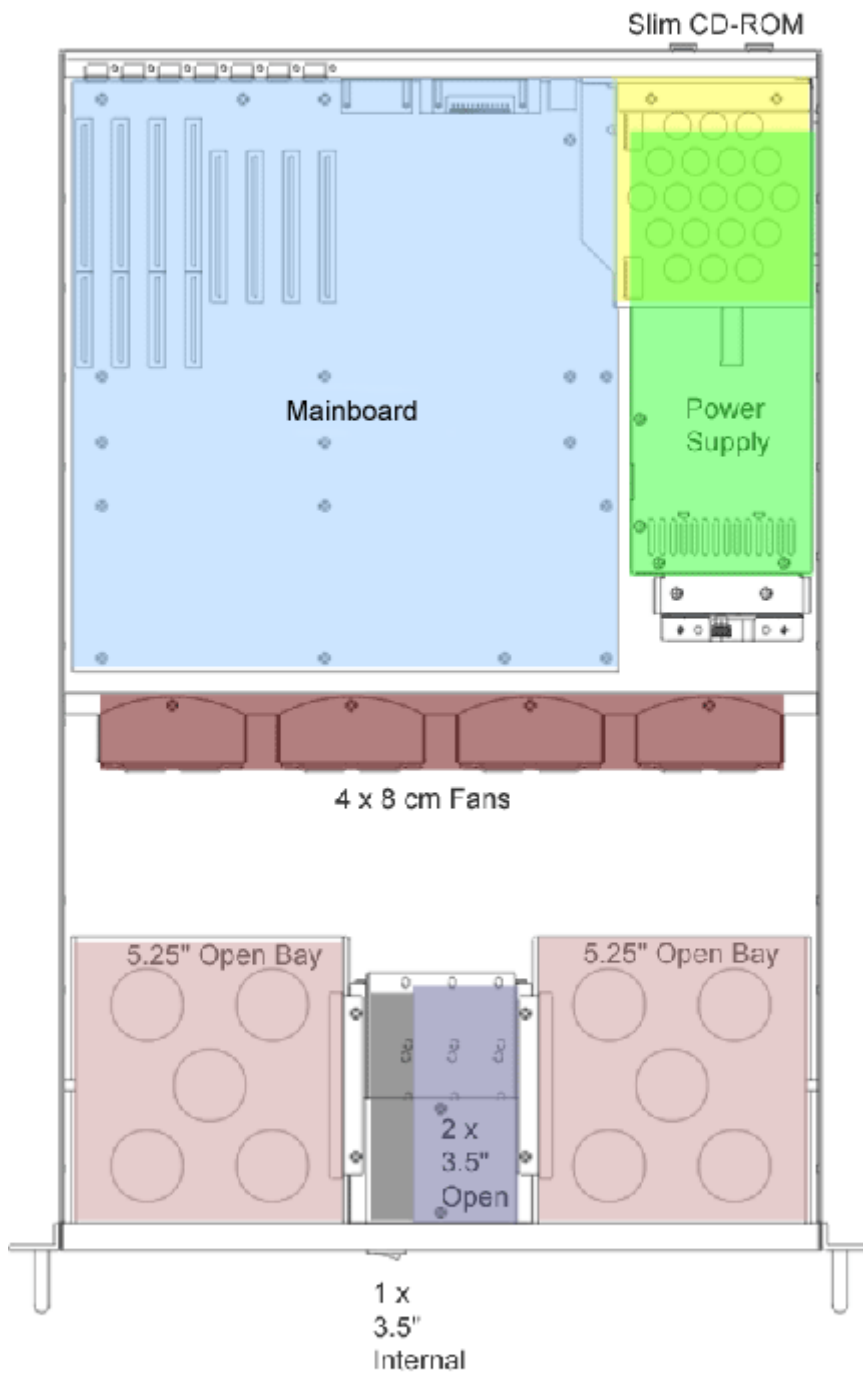 Slim CD-ROM
Mainboard
Power
Supply
4 x 8 cm Fans
5.25" Open Bay
5.25" Open Bay
2 x
3.5"
Open
1 x
3.5"
Internal